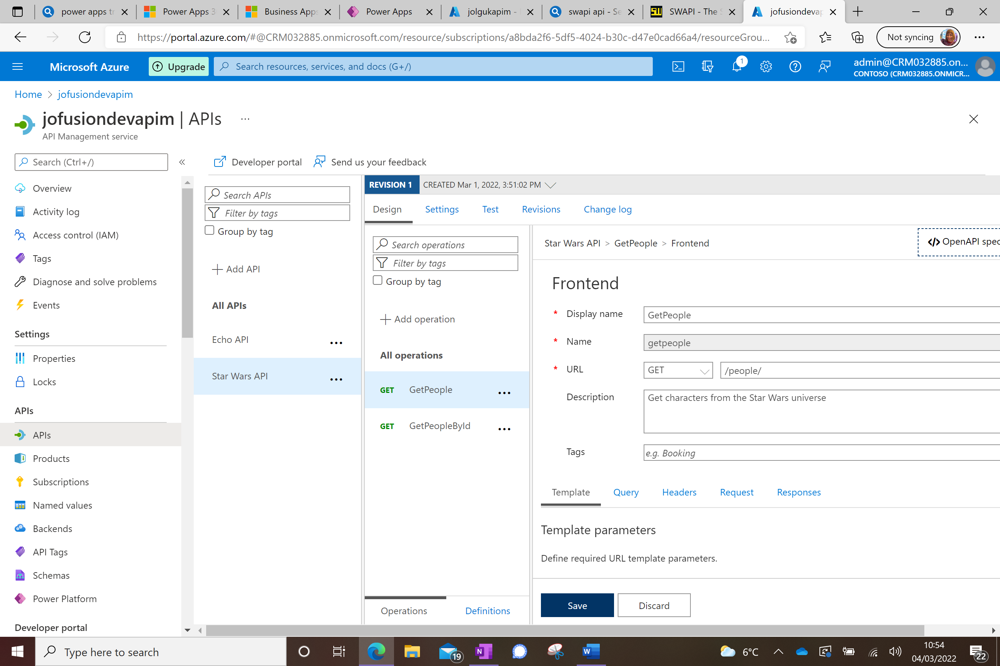 power apps tr
Power Apps 3
Business Apps
Power Apps
jolgukapim -
swapi api - Se
SWAPI - The S
jofusiondevap
https://portal.azure.com/#@CRM032885.onmicrosoft.com/resource/subscriptions/a8bda2f6-5df5-4024-b30c-d47e0cad66a4/resourceGrou...
Not syncing
Microsoft Azure
Upgrade
Search resources, services, and docs (G+/)
1
admin@CRM032885.on...
CONTOSO (CRM032885.ONMICR...
Home > jofusiondevapim
jofusiondevapim | APIs ...
API Management service
Search (Ctrl+/)
«
Developer portal
Send us your feedback
Overview
Activity log
Access control (IAM)
Tags
Diagnose and solve problems
Events
Settings
Properties
Locks
APIs
APIs
Products
Subscriptions
Named values
Backends
API Tags
Schemas
Power Platform
Developer portal
Search APIs
Filter by tags
Group by tag
Add API
All APIs
Echo API
Star Wars API
REVISION 1
CREATED Mar 1, 2022, 3:51:02 PM
Design
Settings
Test
Revisions
Change log
Search operations
Filter by tags
Group by tag
Add operation
All operations
GET GetPeople
GET GetPeopleById
Operations
Definitions
Star Wars API > GetPeople > Frontend
</> OpenAPI spec
Frontend
* Display name
GetPeople
* Name
getpeople
* URL
GET
/people/
Description
Get characters from the Star Wars universe
Tags
e.g. Booking
Template
Query
Headers
Request
Responses
Template parameters
Define required URL template parameters.
Save
Discard
Type here to search
19
N
W
6°C
10:54
04/03/2022
22